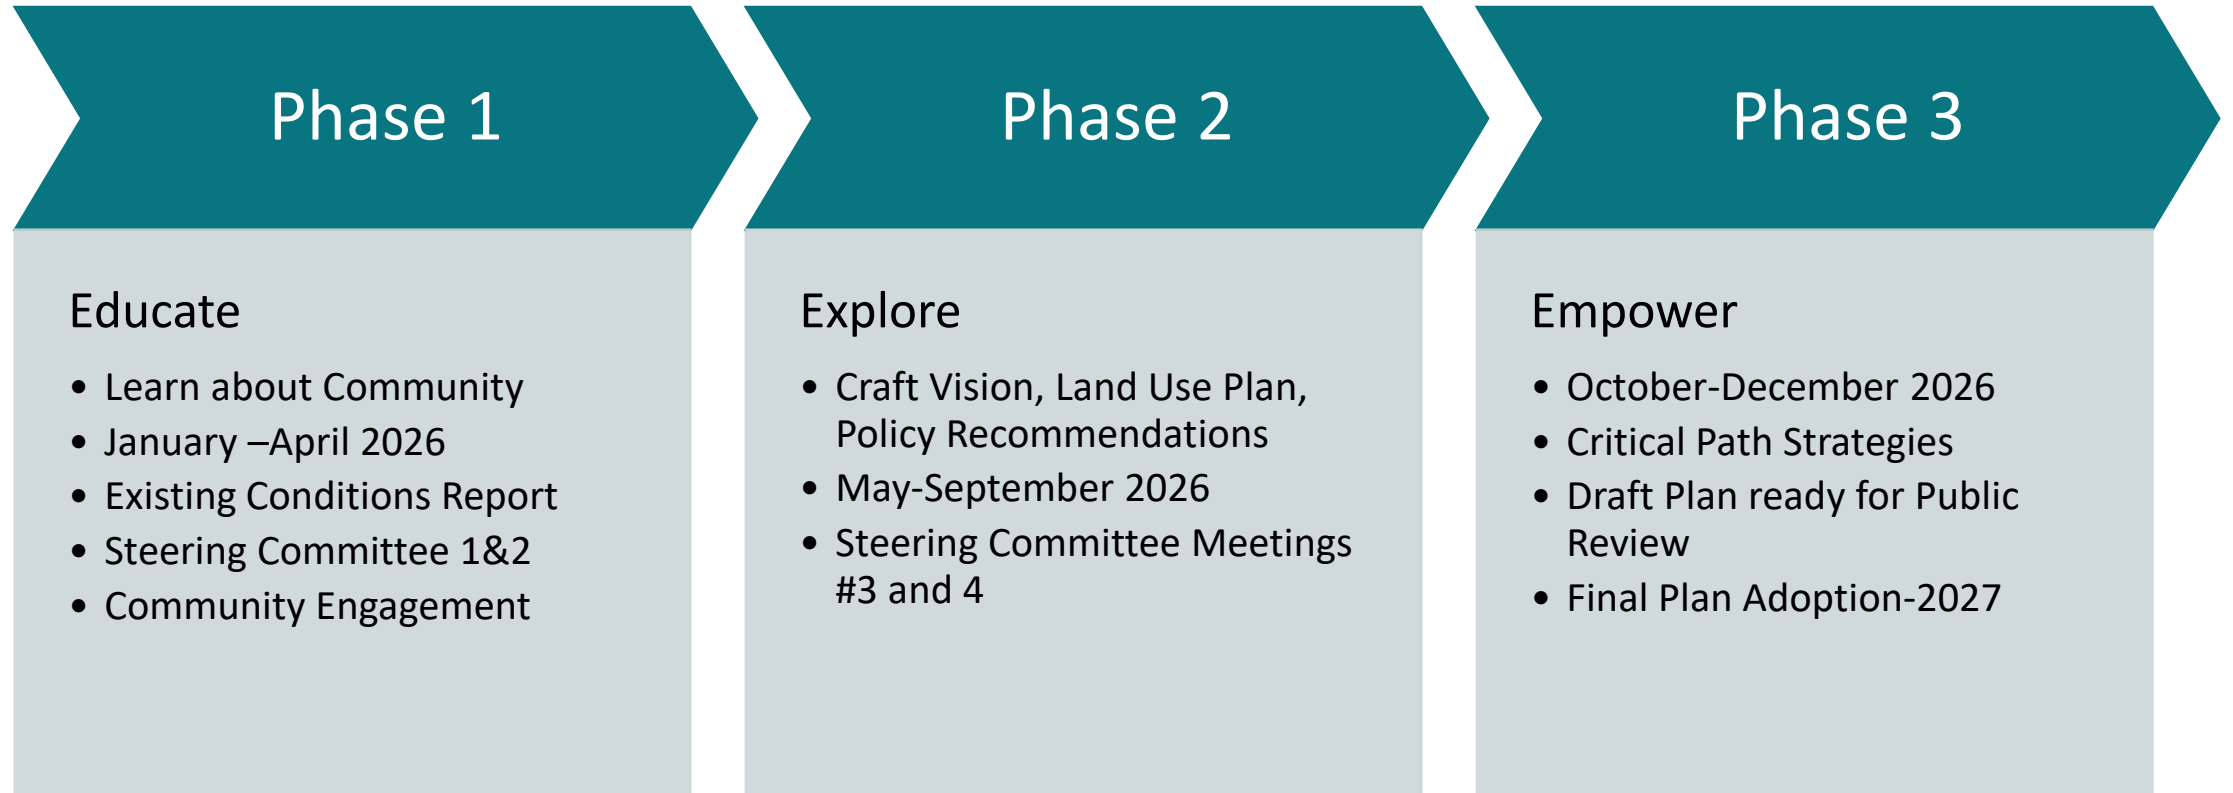 Phase 1
Educate
• Learn about Community
• January –April 2026
• Existing Conditions Report
• Steering Committee 1&2
• Community Engagement
Phase 2
Explore
• Craft Vision, Land Use Plan,
Policy Recommendations
• May-September 2026
• Steering Committee Meetings
#3 and 4
Phase 3
Empower
• October-December 2026
• Critical Path Strategies
• Draft Plan ready for Public
Review
• Final Plan Adoption-2027